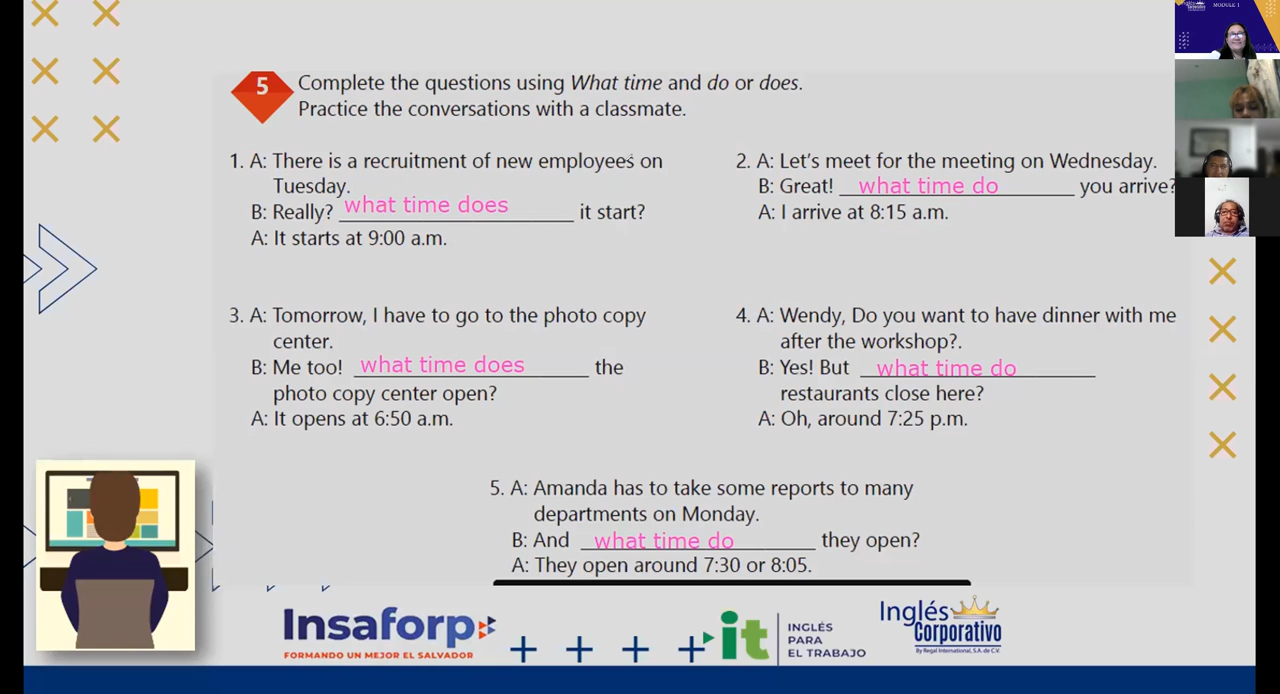 MODULE 1
5
Complete the questions using What time and do or does.
Practice the conversations with a classmate.
1. A: There is a recruitment of new employees on
Tuesday.
B: Really? what time does it start?
A: It starts at 9:00 a.m.
2. A: Let's meet for the meeting on Wednesday.
B: Great! what time do you arrive?
A: I arrive at 8:15 a.m.
3. A: Tomorrow, I have to go to the photo copy
center.
B: Me too! what time does the
photo copy center open?
A: It opens at 6:50 a.m.
4. A: Wendy, Do you want to have dinner with me
after the workshop?.
B: Yes! But what time do
restaurants close here?
A: Oh, around 7:25 p.m.
5. A: Amanda has to take some reports to many
departments on Monday.
B: And what time do they open?
A: They open around 7:30 or 8:05.
Insaforp
FORMANDO UN MEJOR EL SALVADOR
it
INGLÉS
PARA
EL TRABAJO
Inglés
Corporativo
By Regal International, S.A. de C.V.